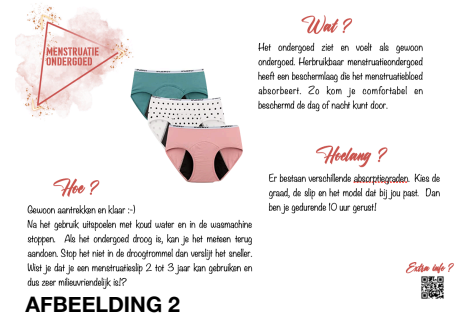 MENSTRUATIE
ONDERGOED
Wat ?
Het ondergoed ziet en voelt als gewoon
ondergoed. Herbruikbaar menstruatieondergoed
heeft een beschermlaag die het menstruatiebloed
absorbeert. Zo kom je comfortabel en
beschermd de dag of nacht kunt door.
Hoelang ?
Er bestaan verschillende absorptiegraden. Kies de
graad, de slip en het model dat bij jou past. Dan
ben je gedurende 10 uur gerust!
Hoe ?
Gewoon aantrekken en klaar :-)
Na het gebruik uitspoelen met koud water en in de wasmachine
stoppen. Als het ondergoed droog is, kan je het meteen terug
aandoen. Stop het niet in de droogtrommel dan verslijt het sneller.
Wist je dat je een menstruatieslip 2 tot 3 jaar kan gebruiken en
dus zeer milieuvriendelijk is!?
Extra info ?
AFBEELDING 2